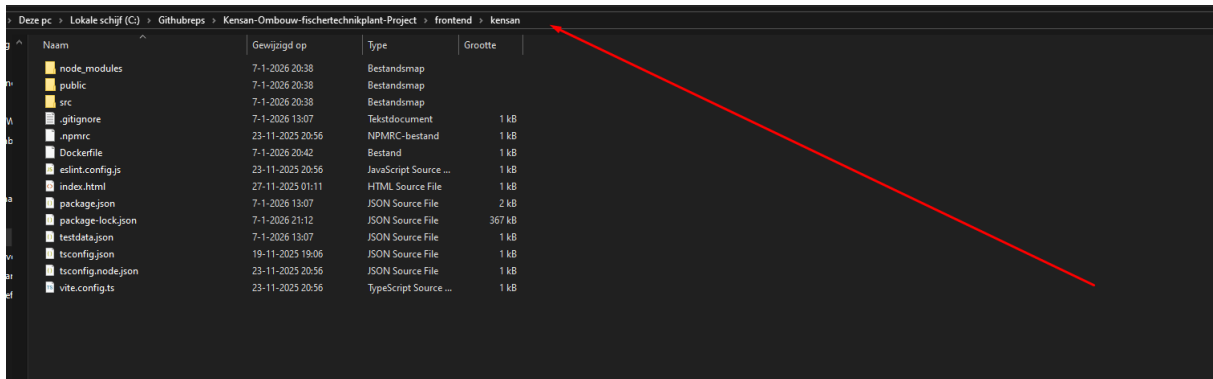 › Deze pc › Lokale schijf (C:) › Githubreps › Kensan-Ombouw-fischertechnikplant-Project › frontend › kensan
Naam Gewijzigd op Type Grootte
node_modules 7-1-2026 20:38 Bestandsmap
public 7-1-2026 20:38 Bestandsmap
src 7-1-2026 20:38 Bestandsmap
.gitignore 7-1-2026 13:07 Tekstdocument 1 kB
.npmrc 23-11-2025 20:56 NPMRC-bestand 1 kB
Dockerfile 7-1-2026 20:42 Bestand 1 kB
eslint.config.js 23-11-2025 20:56 JavaScript Source ... 1 kB
index.html 27-11-2025 01:11 HTML Source File 1 kB
package.json 7-1-2026 13:07 JSON Source File 2 kB
package-lock.json 7-1-2026 21:12 JSON Source File 367 kB
testdata.json 7-1-2026 13:07 JSON Source File 1 kB
tsconfig.json 19-11-2025 19:06 JSON Source File 1 kB
tsconfig.node.json 23-11-2025 20:56 JSON Source File 1 kB
vite.config.ts 23-11-2025 20:56 TypeScript Source ... 1 kB